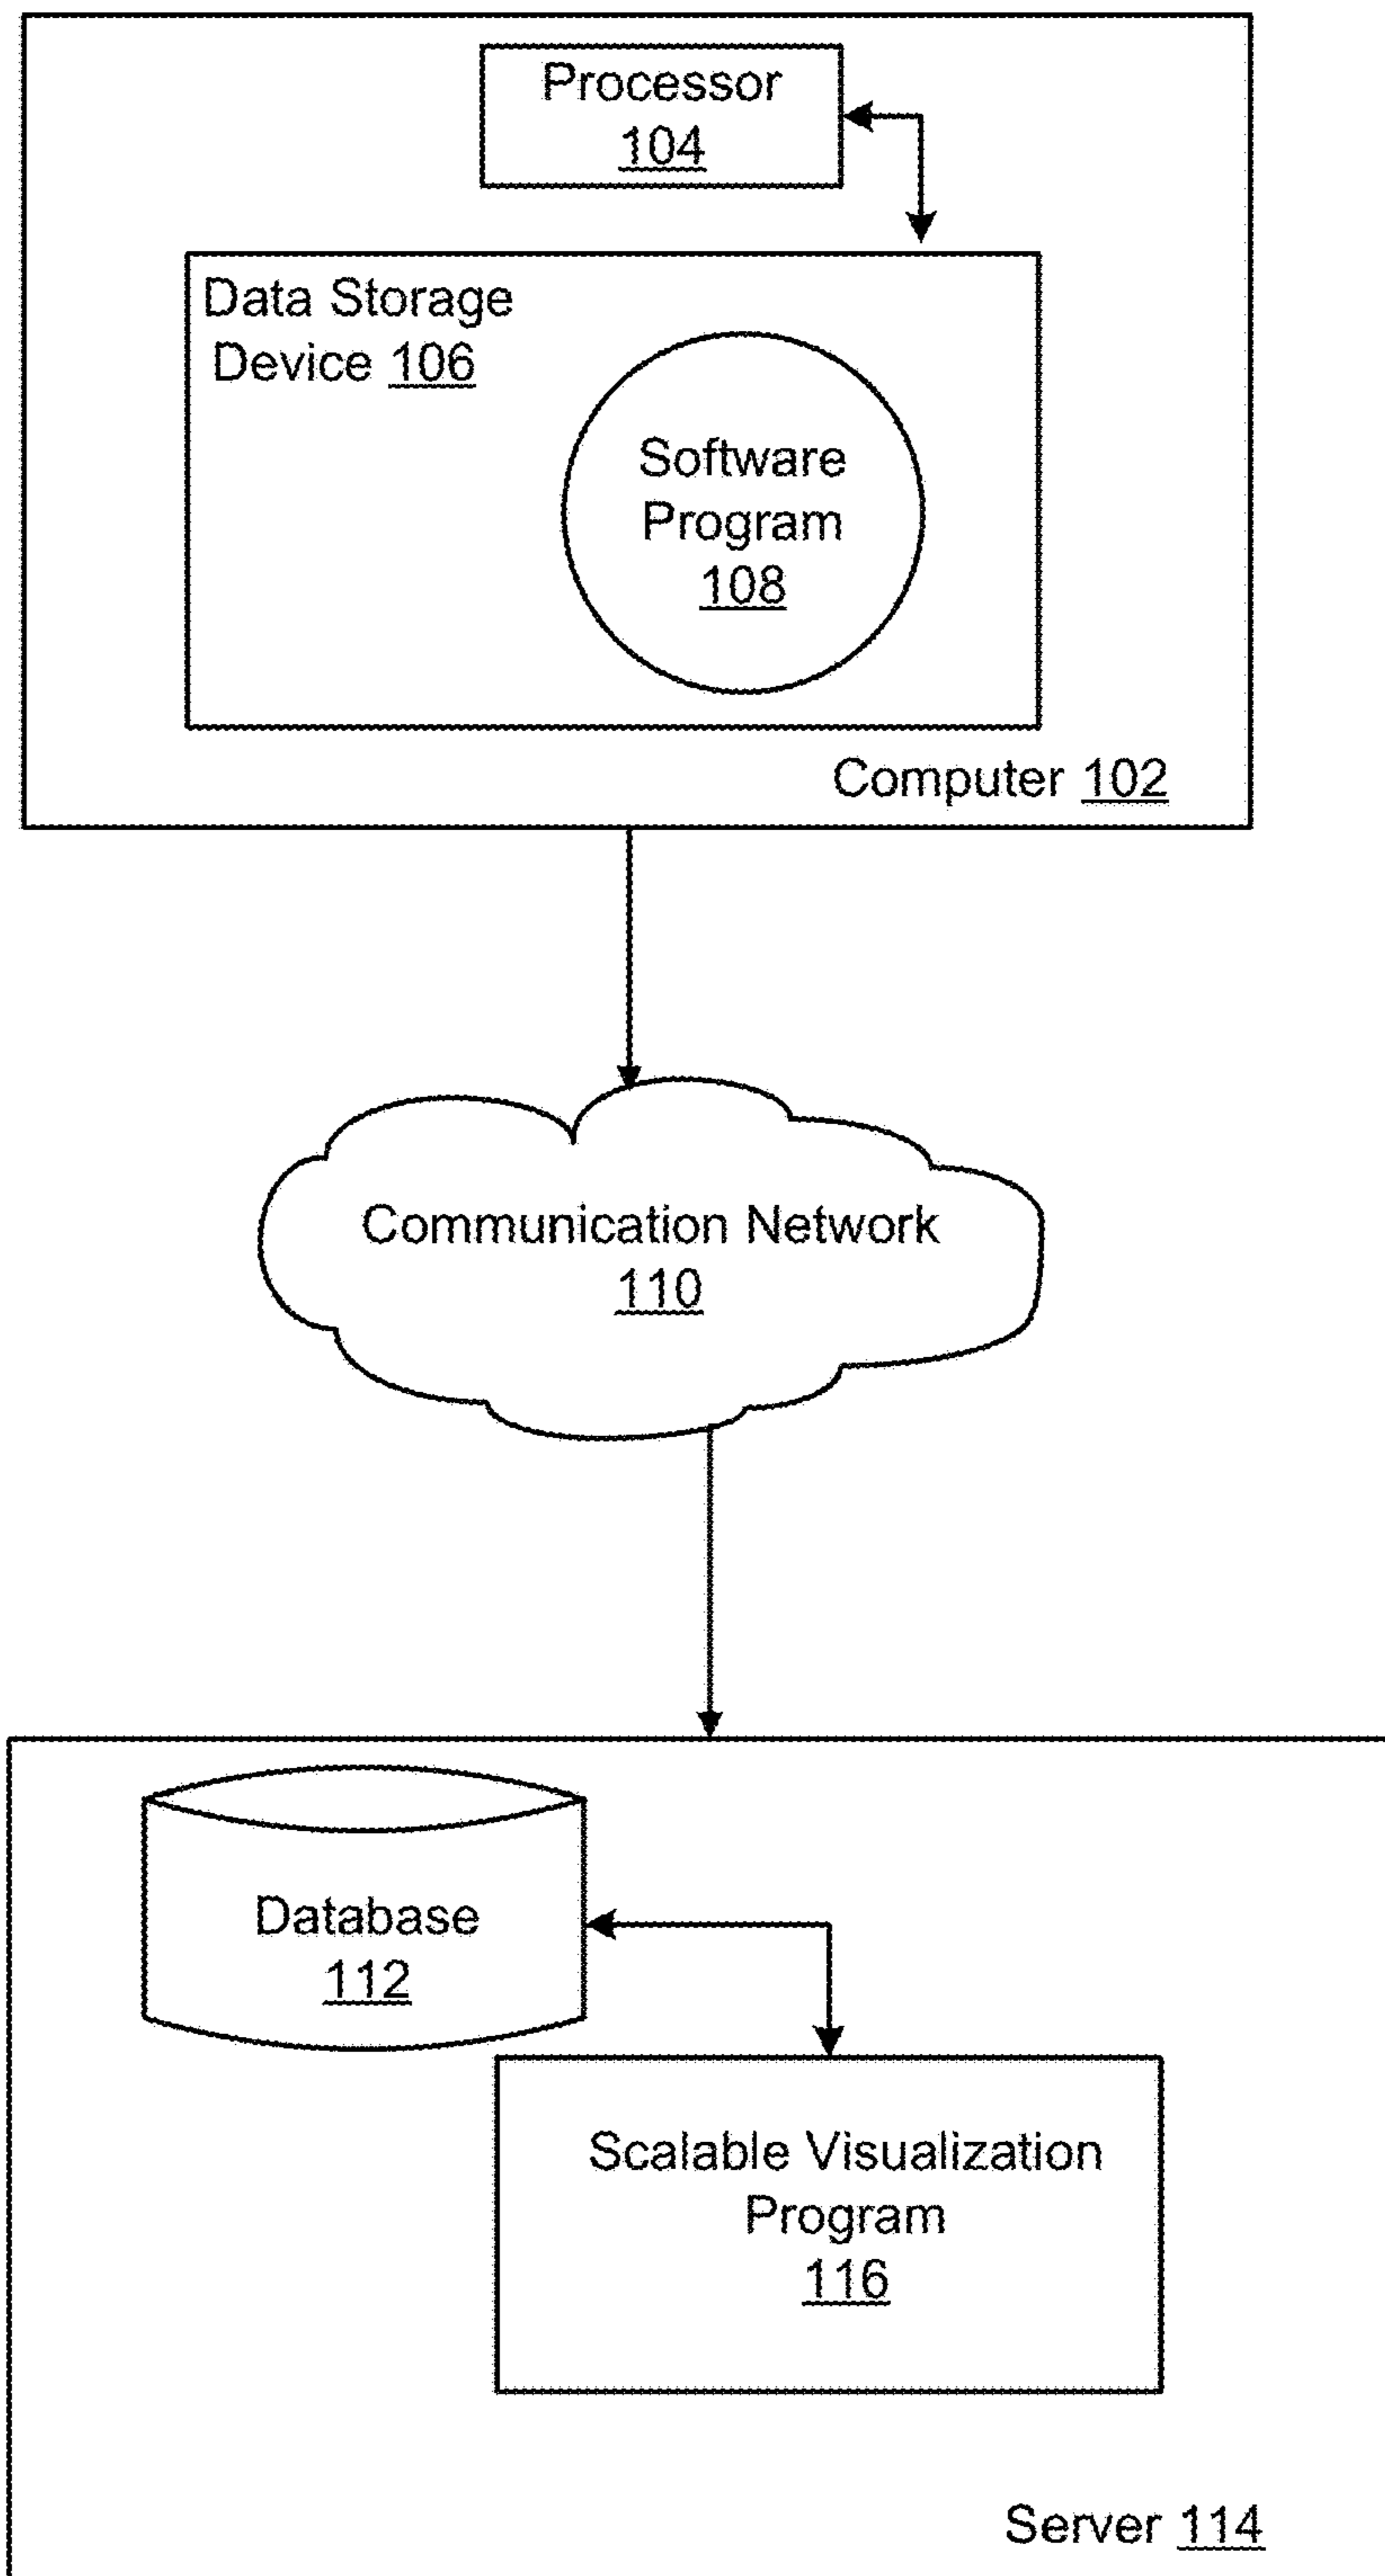 Processor
104
Data Storage
Device 106
Software
Program
108
Computer 102
Communication Network
110
Database
112
Scalable Visualization
Program
116
Server 114